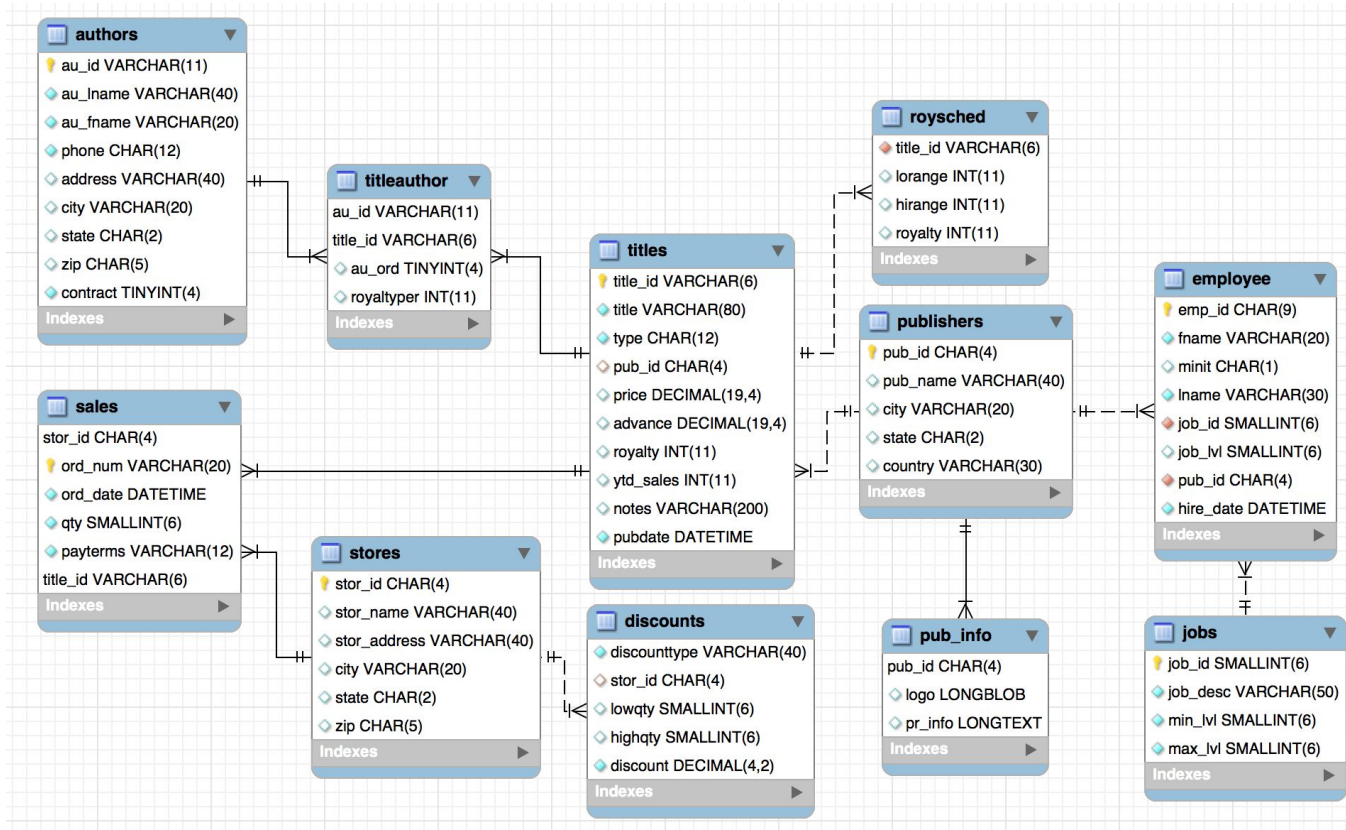 authors
au_id VARCHAR(11)
au_lname VARCHAR(40)
au_fname VARCHAR(20)
phone CHAR(12)
address VARCHAR(40)
city VARCHAR(20)
state CHAR(2)
zip CHAR(5)
contract TINYINT(4)
Indexes
titleauthor
au_id VARCHAR(11)
title_id VARCHAR(6)
au_ord TINYINT(4)
royaltyper INT(11)
Indexes
titles
title_id VARCHAR(6)
title VARCHAR(80)
type CHAR(12)
pub_id CHAR(4)
price DECIMAL(19,4)
advance DECIMAL(19,4)
royalty INT(11)
ytd_sales INT(11)
notes VARCHAR(200)
pubdate DATETIME
Indexes
roysched
title_id VARCHAR(6)
lorange INT(11)
hirange INT(11)
royalty INT(11)
Indexes
publishers
pub_id CHAR(4)
pub_name VARCHAR(40)
city VARCHAR(20)
state CHAR(2)
country VARCHAR(30)
Indexes
employee
emp_id CHAR(9)
fname VARCHAR(20)
minit CHAR(1)
lname VARCHAR(30)
job_id SMALLINT(6)
job_lvl SMALLINT(6)
pub_id CHAR(4)
hire_date DATETIME
Indexes
sales
stor_id CHAR(4)
ord_num VARCHAR(20)
ord_date DATETIME
qty SMALLINT(6)
payterms VARCHAR(12)
title_id VARCHAR(6)
Indexes
stores
stor_id CHAR(4)
stor_name VARCHAR(40)
stor_address VARCHAR(40)
city VARCHAR(20)
state CHAR(2)
zip CHAR(5)
Indexes
discounts
discounttype VARCHAR(40)
stor_id CHAR(4)
lowqty SMALLINT(6)
highqty SMALLINT(6)
discount DECIMAL(4,2)
Indexes
pub_info
pub_id CHAR(4)
logo LONGBLOB
pr_info LONGTEXT
Indexes
jobs
job_id SMALLINT(6)
job_desc VARCHAR(50)
min_lvl SMALLINT(6)
max_lvl SMALLINT(6)
Indexes